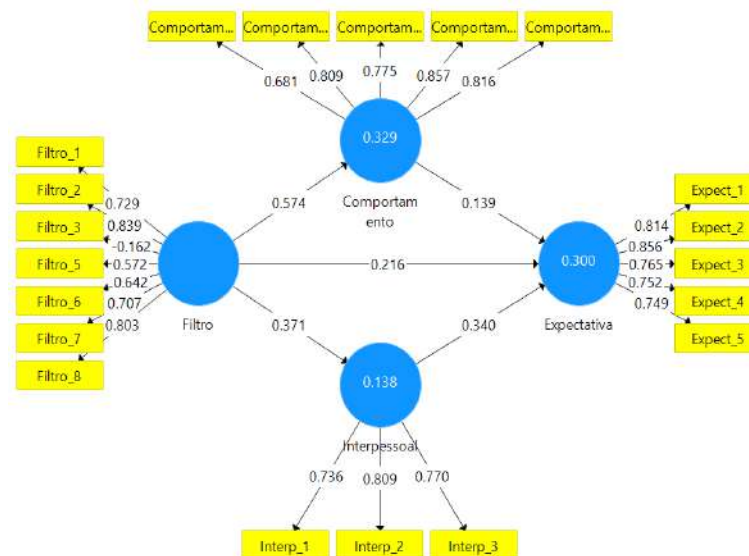 Comportam... Comportam... Comportam... Comportam... Comportam...
0.681 0.809 0.775 0.857 0.816
0.329
Comportam
ento
Filtro_1
Filtro_2
Filtro_3
Filtro_5
Filtro_6
Filtro_7
Filtro_8
0.729
0.839
-0.162
0.572
0.642
0.707
0.803
Filtro
0.574
0.139
0.216
0.371
0.340
0.300
Expectativa
0.814
0.856
0.765
0.752
0.749
Expect_1
Expect_2
Expect_3
Expect_4
Expect_5
0.138
Interpessoal
0.736 0.809 0.770
Interp_1 Interp_2 Interp_3